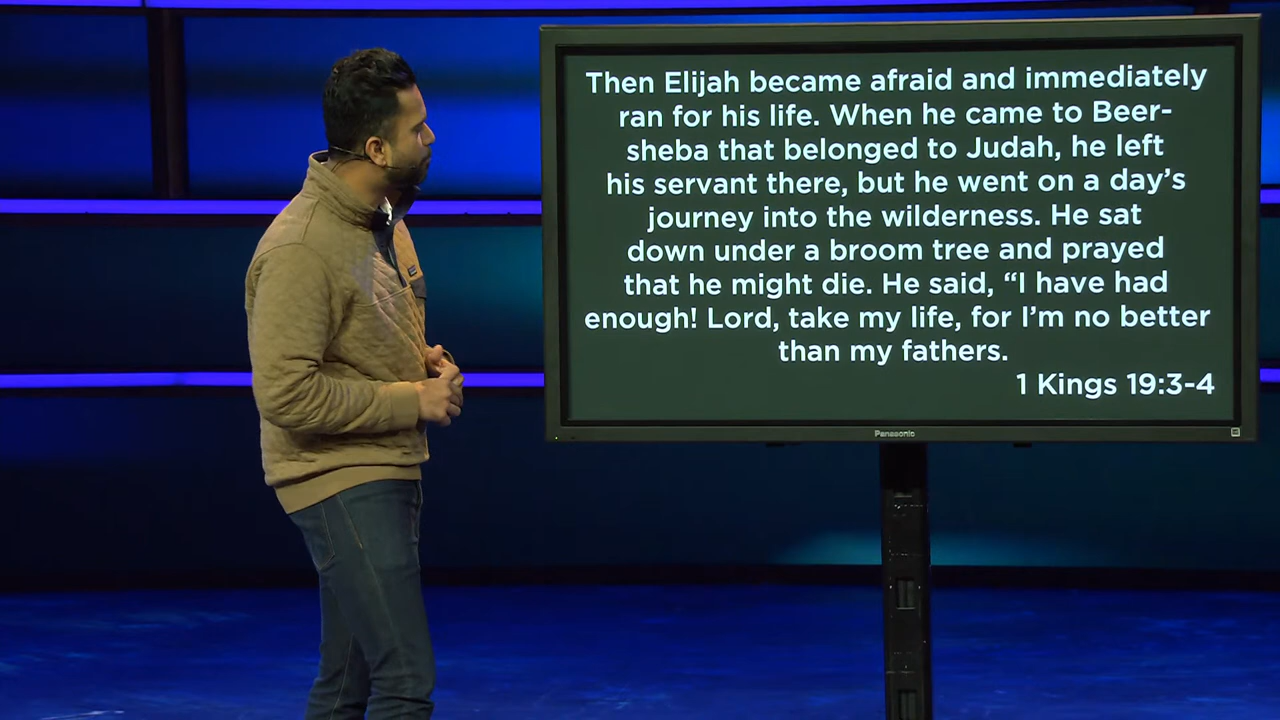 Then Elijah became afraid and immediately
ran for his life. When he came to Beer-
sheba that belonged to Judah, he left
his servant there, but he went on a day’s
journey into the wilderness. He sat
down under a broom tree and prayed
that he might die. He said, “I have had
enough! Lord, take my life, for I’m no better
than my fathers.
1 Kings 19:3-4
Panasonic